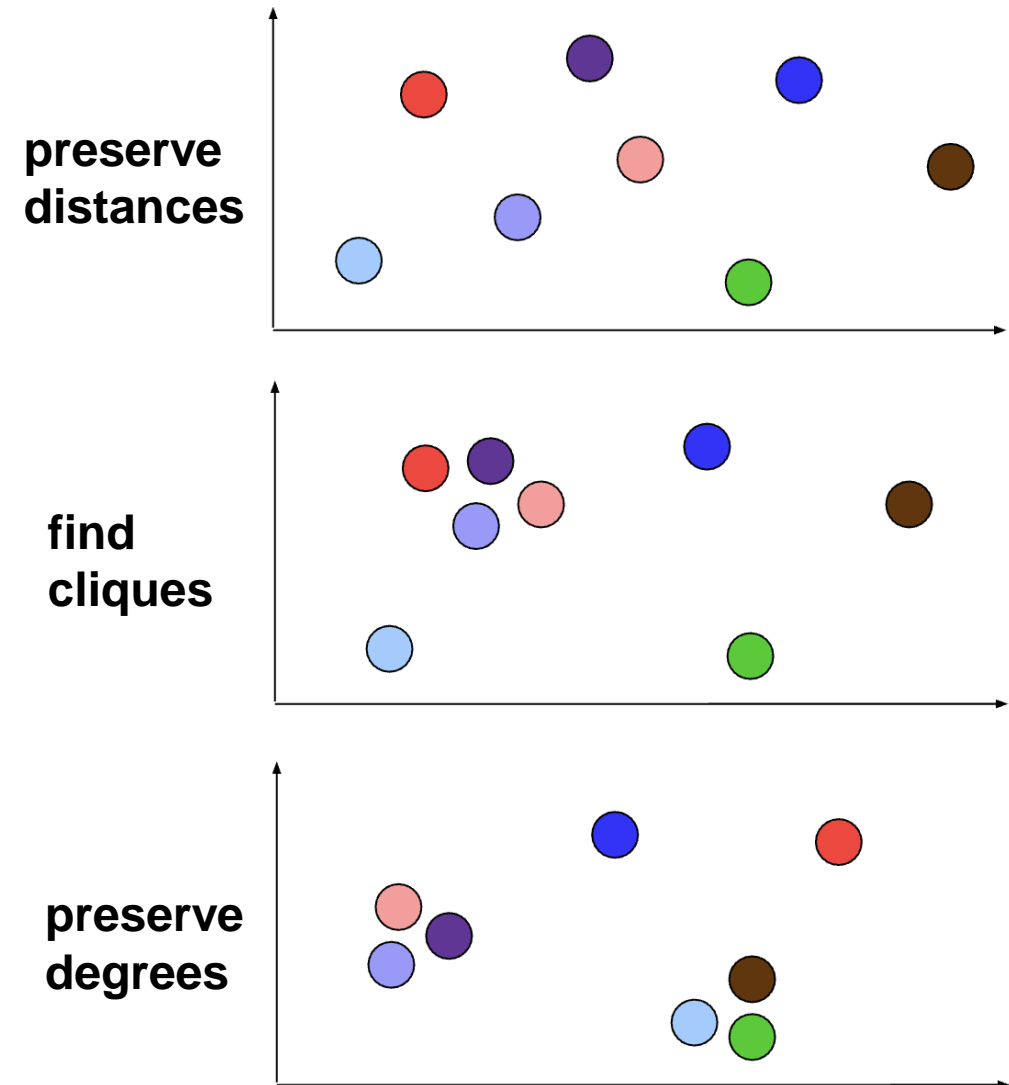 preserve
distances
find
cliques
preserve
degrees